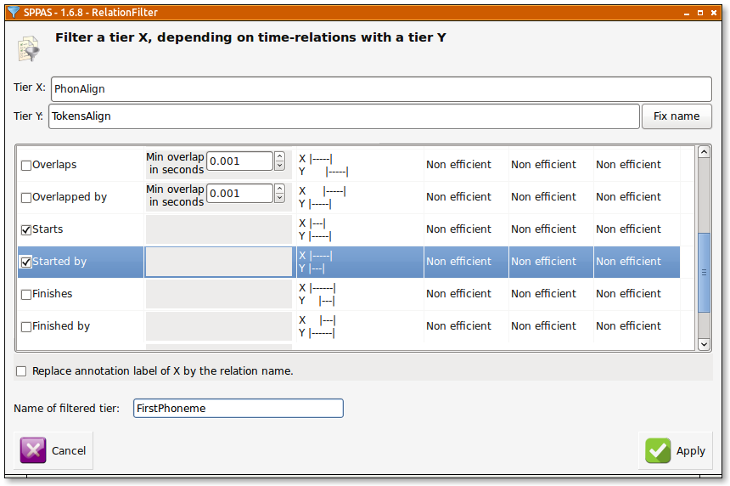 SPPAS - 1.6.8 - RelationFilter
Filter a tier X, depending on time-relations with a tier Y
Tier X: PhonAlign
Tier Y: TokensAlign Fix name
Overlaps Min overlap in seconds 0.001 X |-----| Non efficient Non efficient Non efficient
Y |-----|
Overlapped by Min overlap in seconds 0.001 X |-----| Non efficient Non efficient Non efficient
Y |-----|
Starts X |---| Non efficient Non efficient Non efficient
Y |-----|
Started by X |-----| Non efficient Non efficient Non efficient
Y |---|
Finishes X |------| Non efficient Non efficient Non efficient
Y |---|
Finished by X |---| Non efficient Non efficient Non efficient
Y |------|
Replace annotation label of X by the relation name.
Name of filtered tier: FirstPhoneme
Cancel Apply